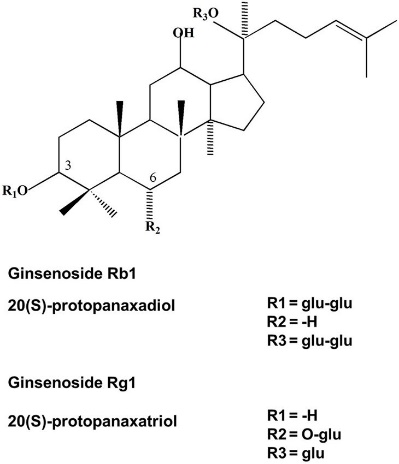 R3O
OH
3
6
R1O
R2
Ginsenoside Rb1
20(S)-protopanaxadiol
R1 = glu-glu
R2 = -H
R3 = glu-glu
Ginsenoside Rg1
20(S)-protopanaxatriol
R1 = -H
R2 = O-glu
R3 = glu